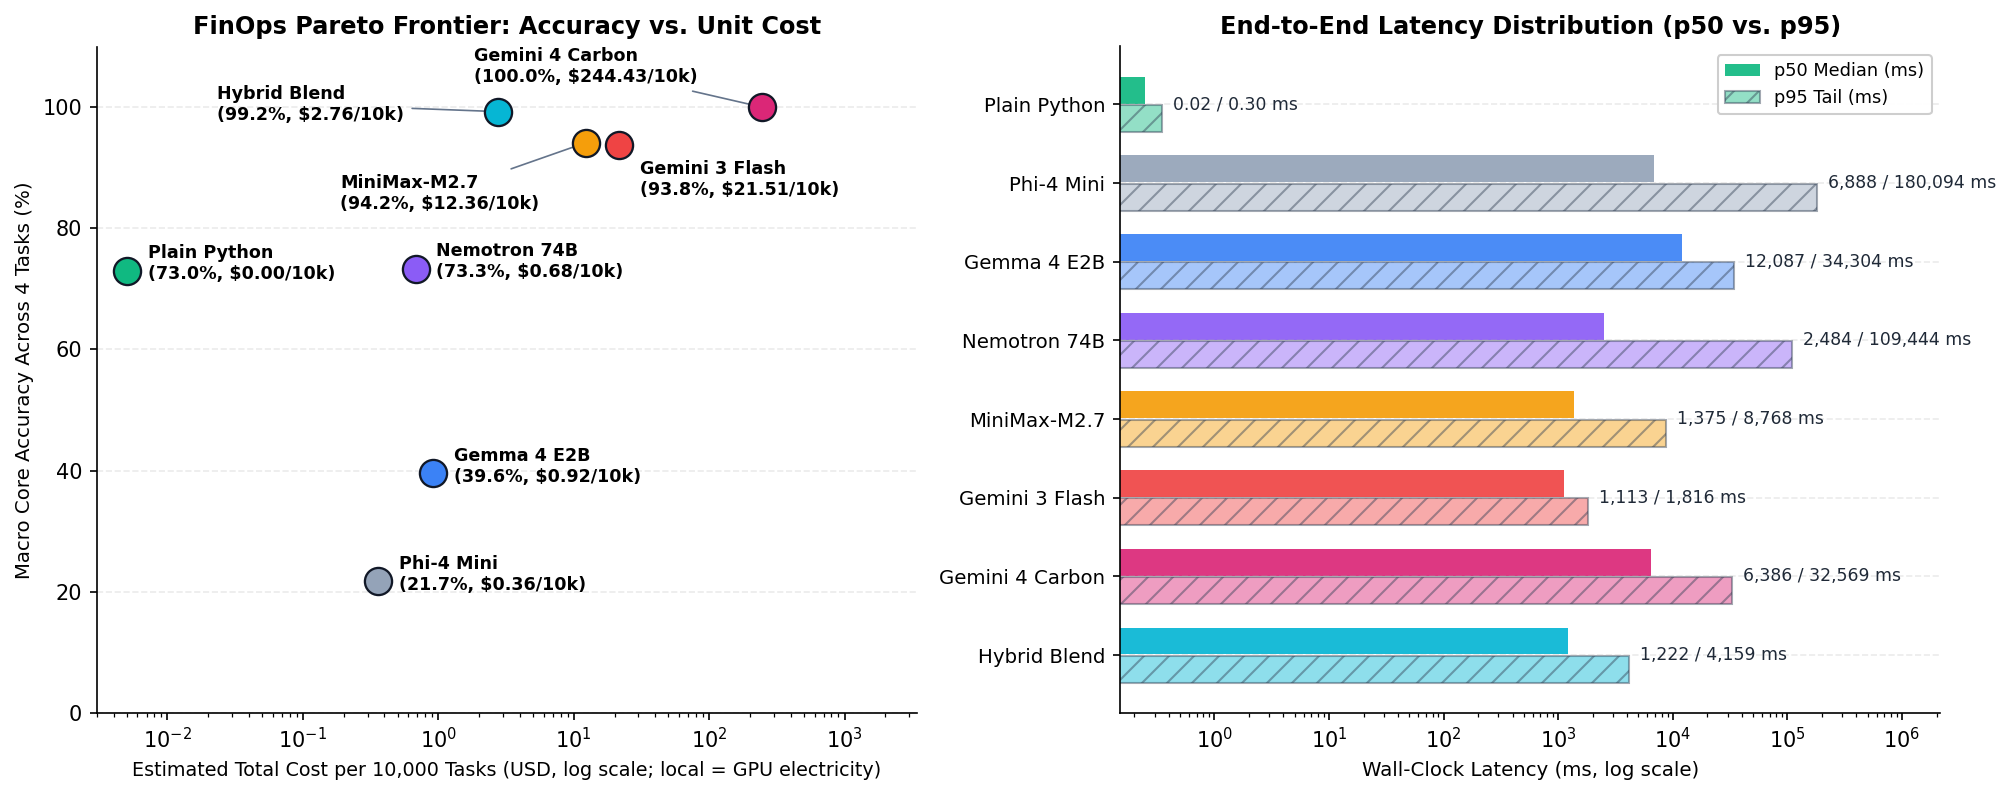 FinOps Pareto Frontier: Accuracy vs. Unit Cost
Macro Core Accuracy Across 4 Tasks (%)
100
80
60
40
20
0
Gemini 4 Carbon
(100.0%, $244.43/10k)
Hybrid Blend
(99.2%, $2.76/10k)
MiniMax-M2.7
(94.2%, $12.36/10k)
Gemini 3 Flash
(93.8%, $21.51/10k)
Plain Python
(73.0%, $0.00/10k)
Nemotron 74B
(73.3%, $0.68/10k)
Gemma 4 E2B
(39.6%, $0.92/10k)
Phi-4 Mini
(21.7%, $0.36/10k)
10⁻² 10⁻¹ 10⁰ 10¹ 10² 10³
Estimated Total Cost per 10,000 Tasks (USD, log scale; local = GPU electricity)
End-to-End Latency Distribution (p50 vs. p95)
p50 Median (ms)
p95 Tail (ms)
Plain Python 0.02 / 0.30 ms
Phi-4 Mini 6,888 / 180,094 ms
Gemma 4 E2B 12,087 / 34,304 ms
Nemotron 74B 2,484 / 109,444 ms
MiniMax-M2.7 1,375 / 8,768 ms
Gemini 3 Flash 1,113 / 1,816 ms
Gemini 4 Carbon 6,386 / 32,569 ms
Hybrid Blend 1,222 / 4,159 ms
10⁰ 10¹ 10² 10³ 10⁴ 10⁵ 10⁶
Wall-Clock Latency (ms, log scale)